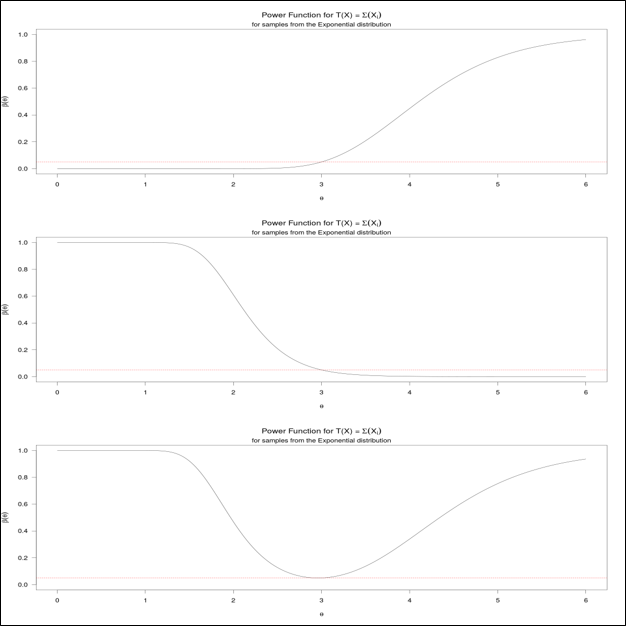 Power Function for T(X) = Σ(Xᵢ)
for samples from the Exponential distribution
1.0
0.8
0.6
0.4
0.2
0.0
β(θ)
0 1 2 3 4 5 6
θ
Power Function for T(X) = Σ(Xᵢ)
for samples from the Exponential distribution
1.0
0.8
0.6
0.4
0.2
0.0
β(θ)
0 1 2 3 4 5 6
θ
Power Function for T(X) = Σ(Xᵢ)
for samples from the Exponential distribution
1.0
0.8
0.6
0.4
0.2
0.0
β(θ)
0 1 2 3 4 5 6
θ